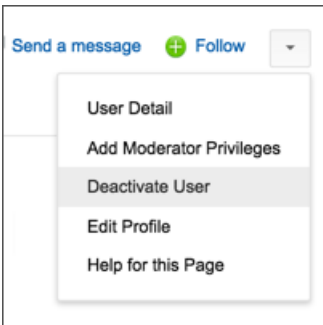 Send a message Follow
User Detail
Add Moderator Privileges
Deactivate User
Edit Profile
Help for this Page